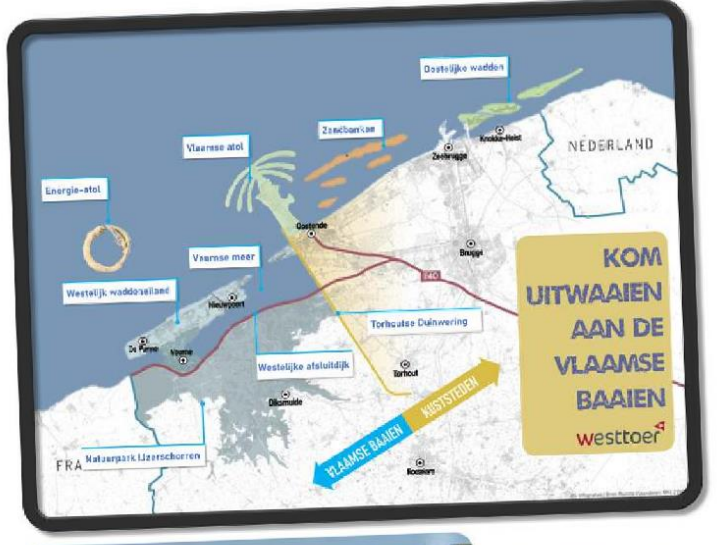 Oostelijke wadden
Zandbanken
Knokke-Heist
NEDERLAND
Vlaamse atol
Zeebrugge
Energie-atol
Oostende
Brugge
Veurnse meer
E40
Westelijk waddeneiland
Nieuwpoort
Torhoutse Duinwering
De Panne
Veurne
Westelijke afsluitdijk
Torhout
Diksmuide
KUSTSTEDEN
VLAAMSE BAAIEN
Natuurpark IJzerschorren
FRA
Roeselare
KOM
UITWAAIEN
AAN DE
VLAAMSE
BAAIEN
westtoer